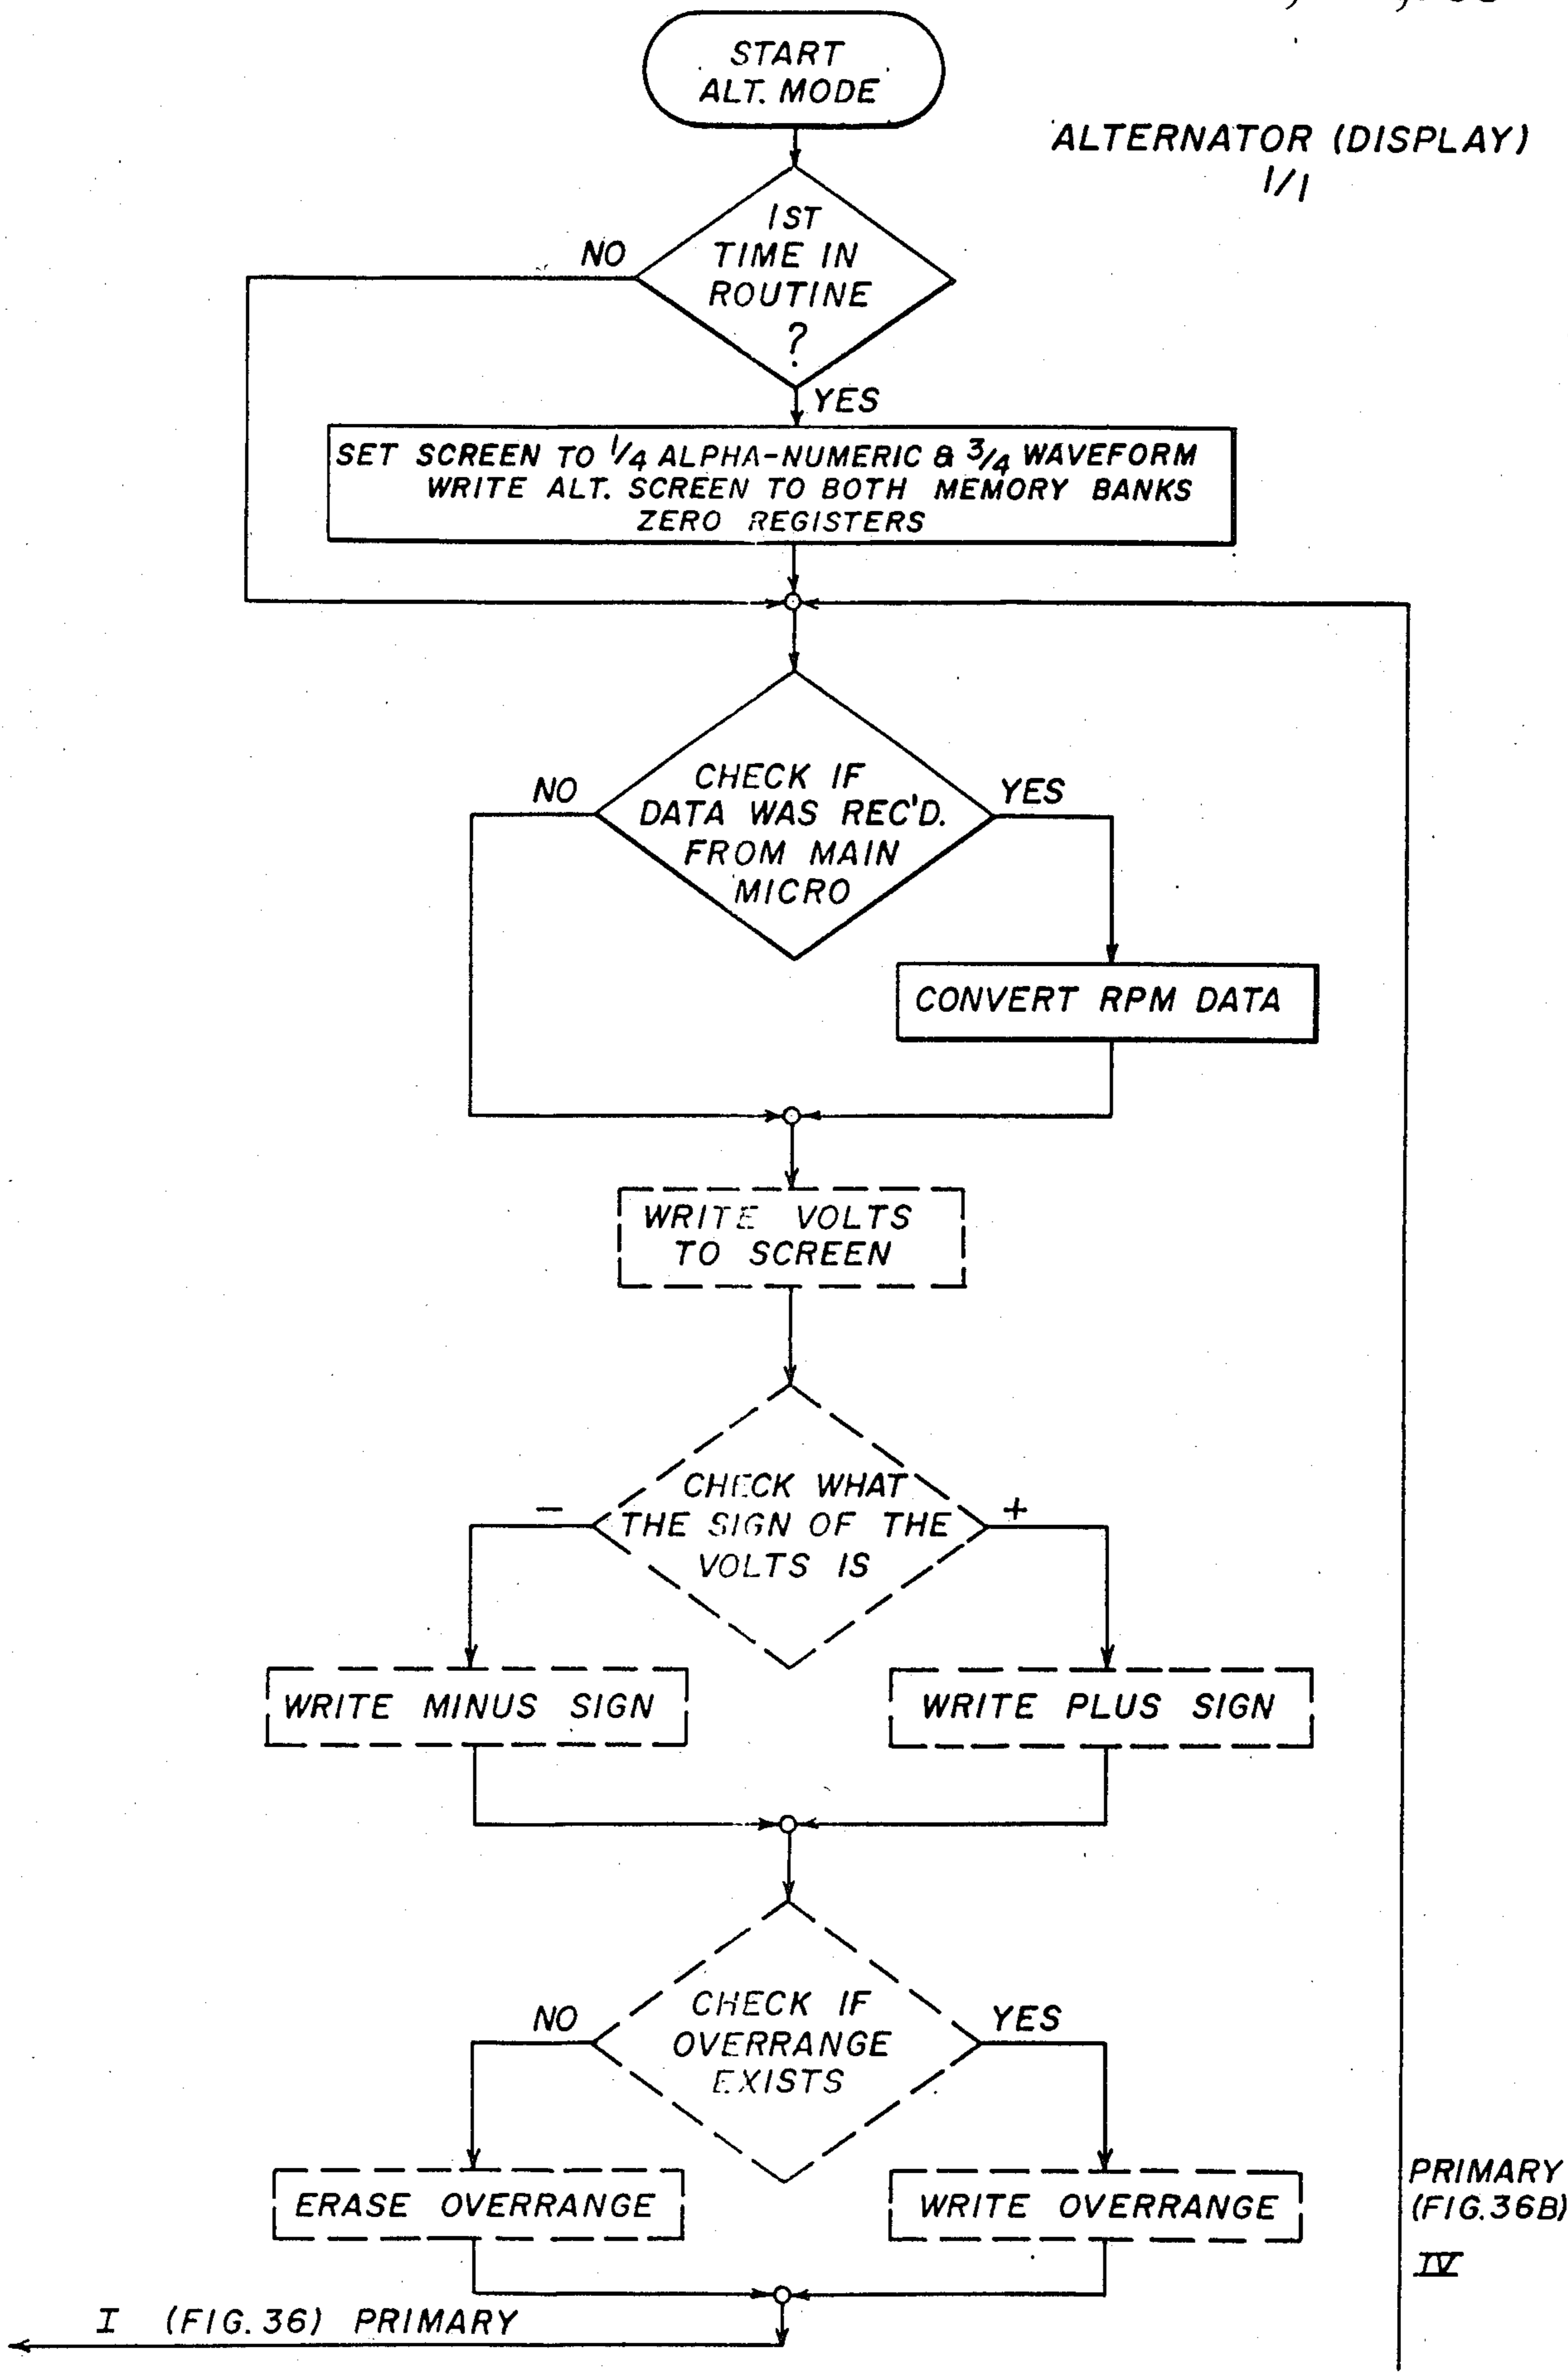 START
ALT. MODE
ALTERNATOR (DISPLAY)
1/1
1ST
TIME IN
ROUTINE
?
NO
YES
SET SCREEN TO 1/4 ALPHA-NUMERIC & 3/4 WAVEFORM
WRITE ALT. SCREEN TO BOTH MEMORY BANKS
ZERO REGISTERS
CHECK IF
DATA WAS REC'D.
FROM MAIN
MICRO
NO
YES
CONVERT RPM DATA
WRITE VOLTS
TO SCREEN
CHECK WHAT
THE SIGN OF THE
VOLTS IS
−
+
WRITE MINUS SIGN
WRITE PLUS SIGN
CHECK IF
OVERRANGE
EXISTS
NO
YES
ERASE OVERRANGE
WRITE OVERRANGE
PRIMARY
(FIG.36B)
IV
I (FIG.36) PRIMARY